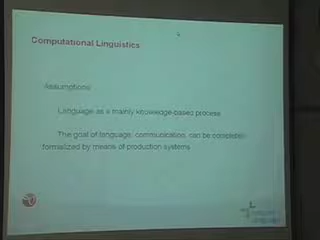 Computational Linguistics
Assumptions
Language as a mainly knowledge-based process
The goal of language, communication, can be completely
formalized by means of production systems